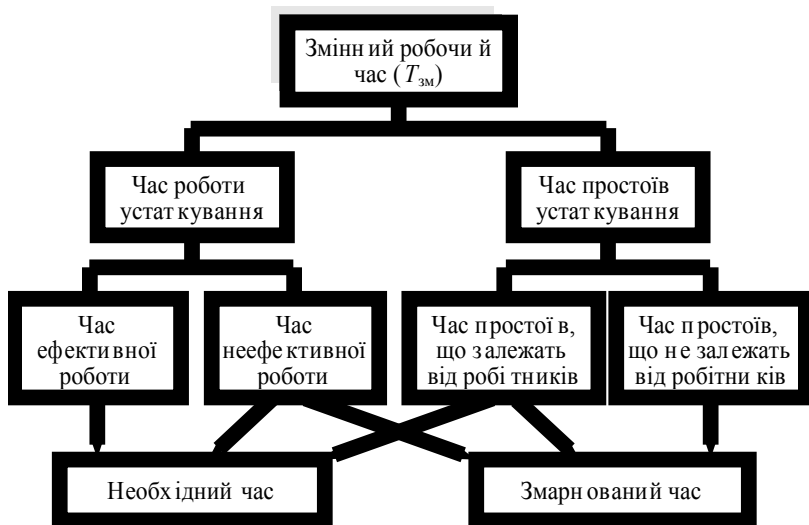 Змінний робочий
час (Tзм)
Час роботи
устаткування
Час простоїв
устаткування
Час
ефективної
роботи
Час
неефективної
роботи
Час простоїв,
що залежать
від робітників
Час простоїв,
що не залежать
від робітників
Необхідний час
Змарнований час